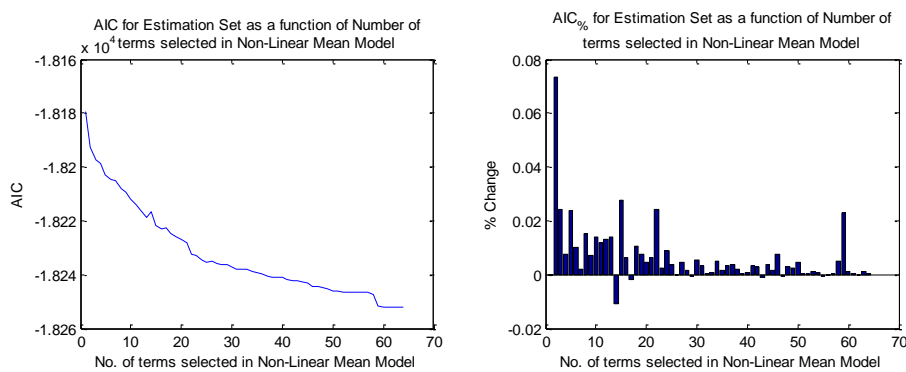 AIC for Estimation Set as a function of Number of
terms selected in Non-Linear Mean Model
x 10^4
-1.816
-1.818
-1.82
-1.822
-1.824
-1.826
0 10 20 30 40 50 60 70
AIC
No. of terms selected in Non-Linear Mean Model
AIC% for Estimation Set as a function of Number of
terms selected in Non-Linear Mean Model
0.08
0.06
0.04
0.02
0
-0.02
0 10 20 30 40 50 60 70
% Change
No. of terms selected in Non-Linear Mean Model